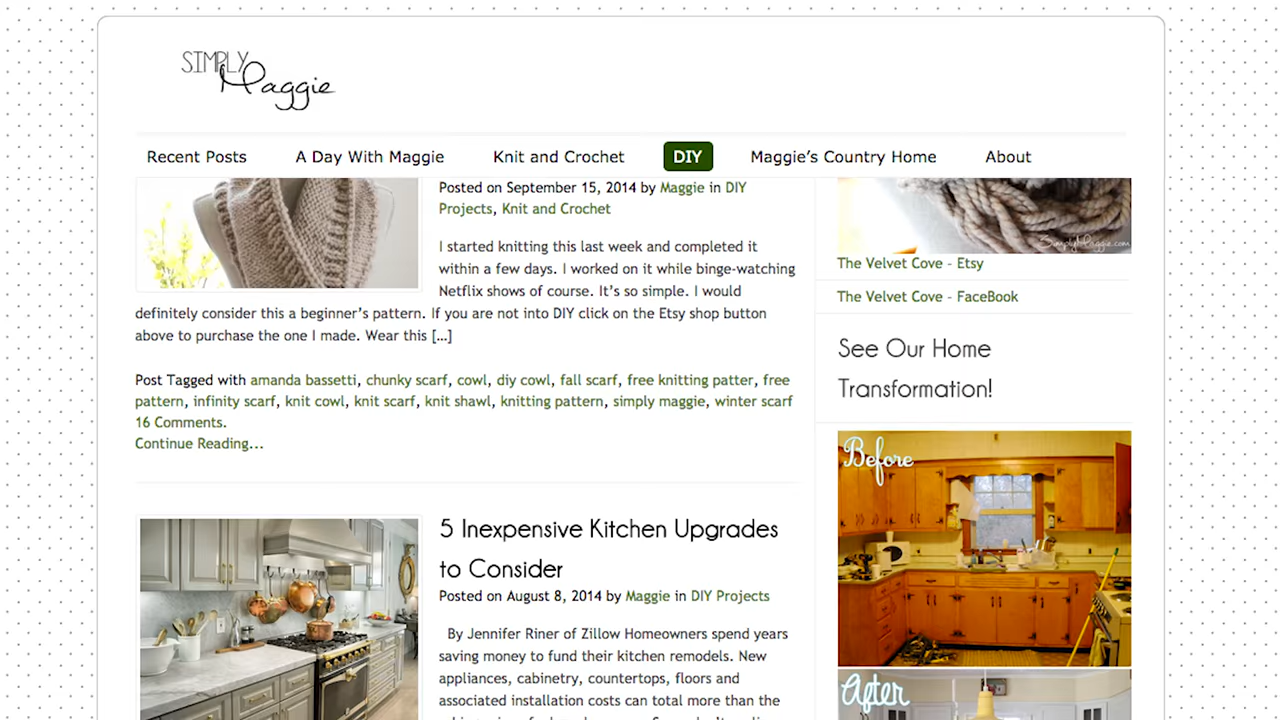 SIMPLY
Maggie
Recent Posts
A Day With Maggie
Knit and Crochet
DIY
Maggie's Country Home
About
Posted on September 15, 2014 by Maggie in DIY
Projects, Knit and Crochet
I started knitting this last week and completed it
within a few days. I worked on it while binge-watching
Netflix shows of course. It's so simple. I would
definitely consider this a beginner's pattern. If you are not into DIY click on the Etsy shop button
above to purchase the one I made. Wear this [...]
Post Tagged with amanda bassetti, chunky scarf, cowl, diy cowl, fall scarf, free knitting patter, free
pattern, infinity scarf, knit cowl, knit scarf, knit shawl, knitting pattern, simply maggie, winter scarf
16 Comments.
Continue Reading...
5 Inexpensive Kitchen Upgrades
to Consider
Posted on August 8, 2014 by Maggie in DIY Projects
By Jennifer Riner of Zillow Homeowners spend years
saving money to fund their kitchen remodels. New
appliances, cabinetry, countertops, floors and
associated installation costs can total more than the
SimplyMaggie.com
The Velvet Cove - Etsy
The Velvet Cove - FaceBook
See Our Home
Transformation!
Before
After